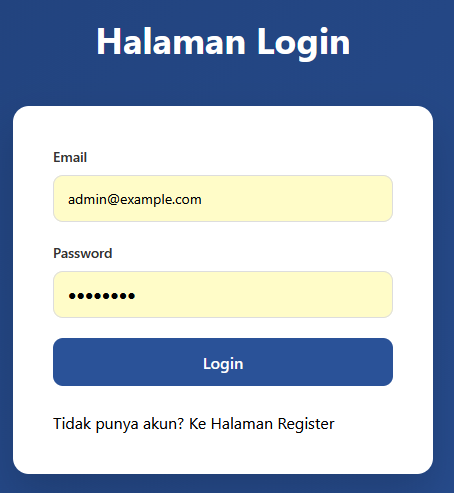 Halaman Login
Email
admin@example.com
Password
••••••••
Login
Tidak punya akun? Ke Halaman Register